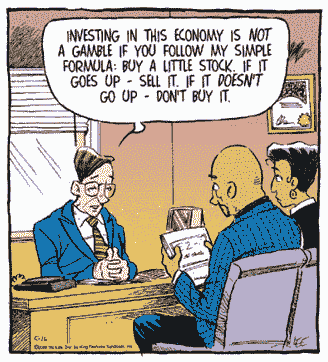 INVESTING IN THIS ECONOMY IS NOT
A GAMBLE IF YOU FOLLOW MY SIMPLE
FORMULA: BUY A LITTLE STOCK. IF IT
GOES UP - SELL IT. IF IT DOESN'T
GO UP - DON'T BUY IT.